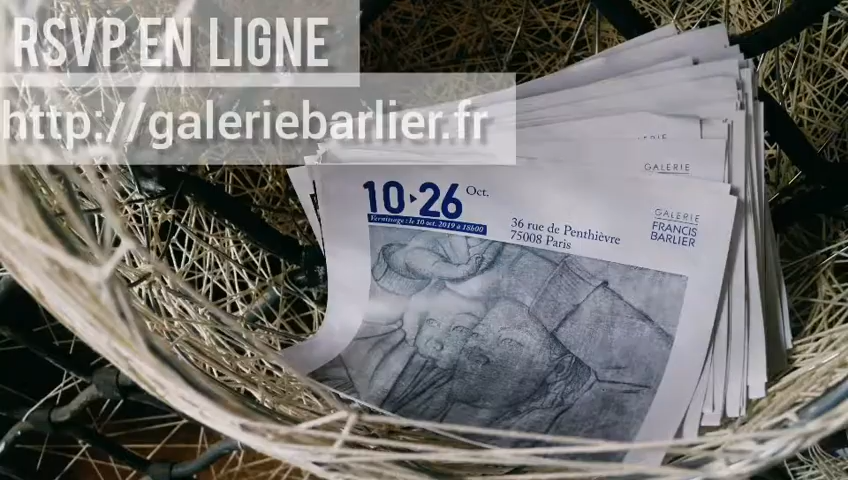 RSVP EN LIGNE
http://galeriebarlier.fr
GALERIE
GALERIE
10▸26 Oct.
Vernissage : le 10 oct. 2019 à 18h00
36 rue de Penthièvre
75008 Paris
GALERIE
FRANCIS
BARLIER